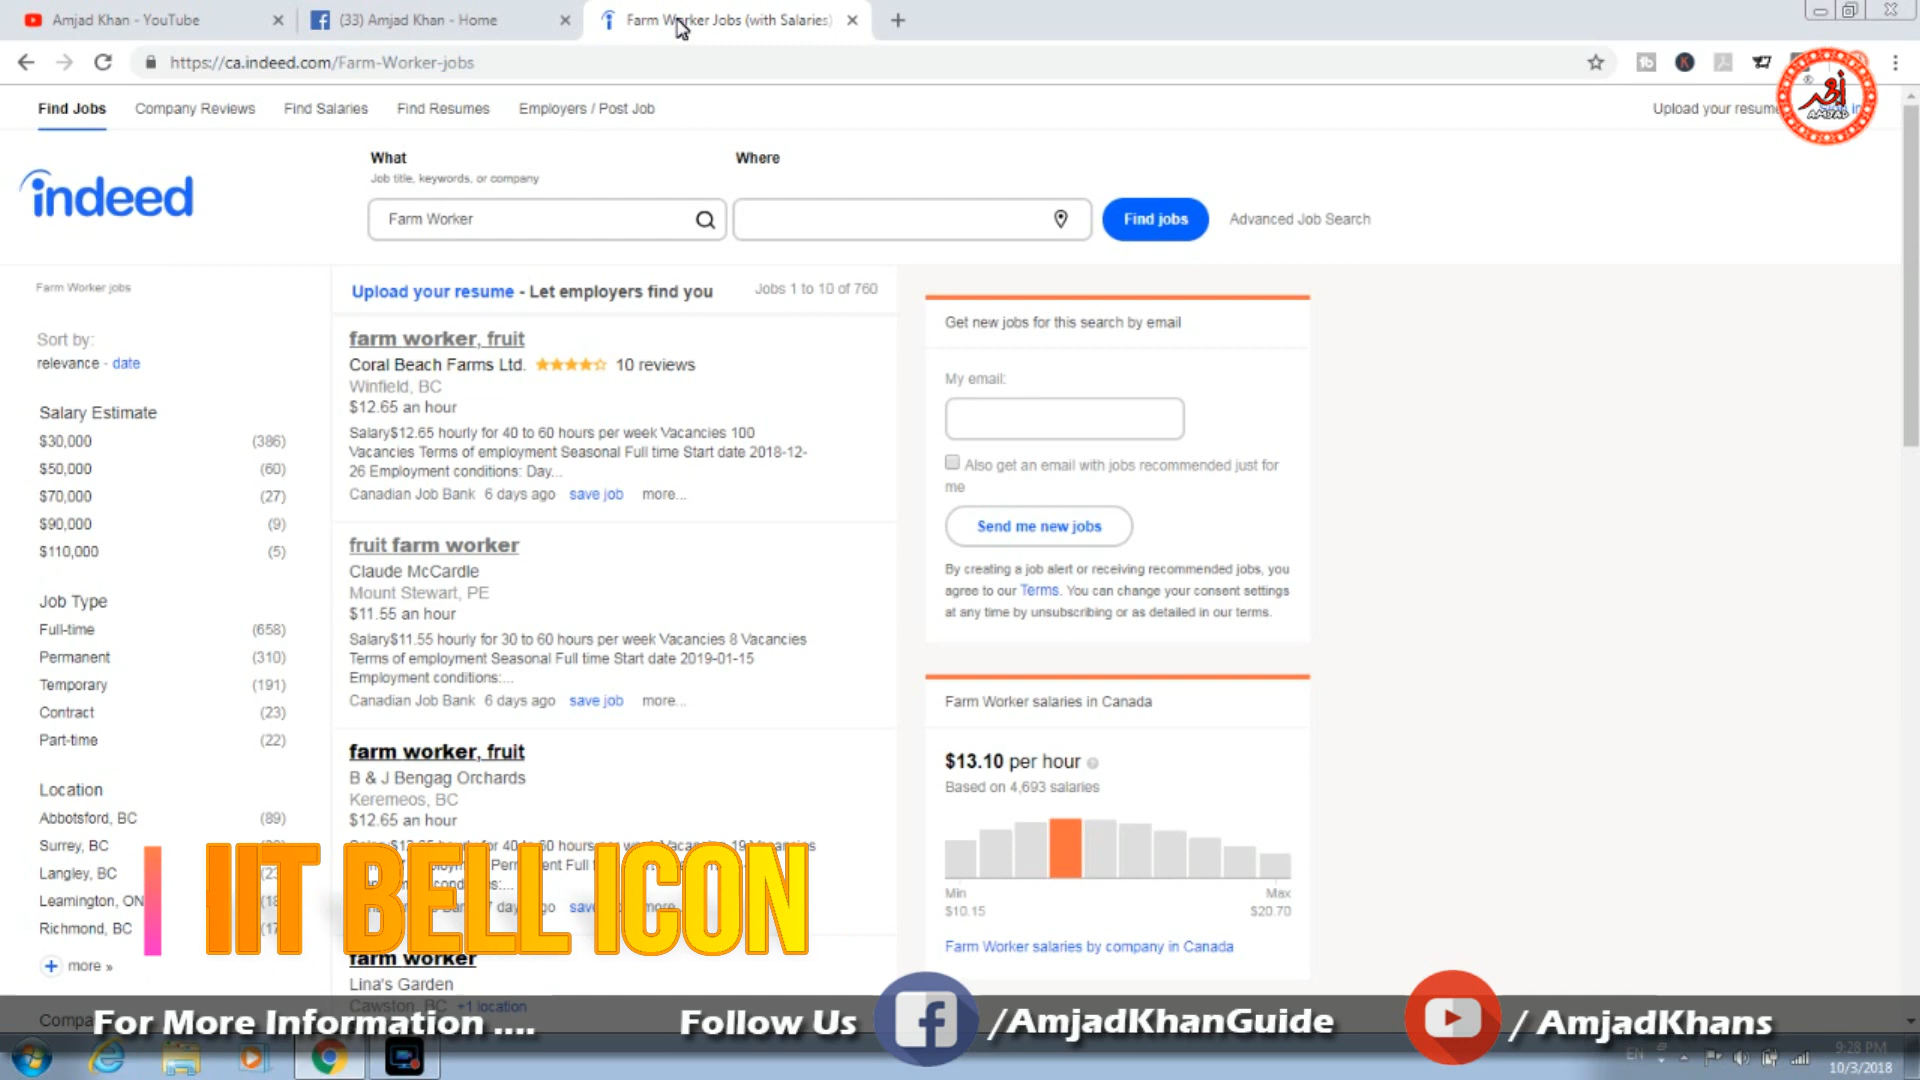 Amjad Khan - YouTube
(33) Amjad Khan - Home
Farm Worker Jobs (with Salaries)
https://ca.indeed.com/Farm-Worker-jobs
Find Jobs
Company Reviews
Find Salaries
Find Resumes
Employers / Post Job
Upload your resume
AMJAD
indeed
What
Job title, keywords, or company
Where
Farm Worker
Find jobs
Advanced Job Search
Farm Worker jobs
Sort by:
relevance - date
Salary Estimate
$30,000 (386)
$50,000 (60)
$70,000 (27)
$90,000 (9)
$110,000 (5)
Job Type
Full-time (658)
Permanent (310)
Temporary (191)
Contract (23)
Part-time (22)
Location
Abbotsford, BC (89)
Surrey, BC
Langley, BC
Leamington, ON
Richmond, BC
more »
Upload your resume - Let employers find you
Jobs 1 to 10 of 760
farm worker, fruit
Coral Beach Farms Ltd. 10 reviews
Winfield, BC
$12.65 an hour
Salary$12.65 hourly for 40 to 60 hours per week Vacancies 100
Vacancies Terms of employment Seasonal Full time Start date 2018-12-
26 Employment conditions: Day...
Canadian Job Bank 6 days ago save job more...
fruit farm worker
Claude McCardle
Mount Stewart, PE
$11.55 an hour
Salary$11.55 hourly for 30 to 60 hours per week Vacancies 8 Vacancies
Terms of employment Seasonal Full time Start date 2019-01-15
Employment conditions:...
Canadian Job Bank 6 days ago save job more...
farm worker, fruit
B & J Bengag Orchards
Keremeos, BC
$12.65 an hour
BELL ICON
farm worker
Lina's Garden
Cawston, BC +1 location
Get new jobs for this search by email
My email:
Also get an email with jobs recommended just for
me
Send me new jobs
By creating a job alert or receiving recommended jobs, you
agree to our Terms. You can change your consent settings
at any time by unsubscribing or as detailed in our terms.
Farm Worker salaries in Canada
$13.10 per hour
Based on 4,693 salaries
Min Max
$10.15 $20.70
Farm Worker salaries by company in Canada
For More Information ....
Follow Us
/AmjadKhanGuide
/ AmjadKhans
EN
9:28 PM
10/3/2018